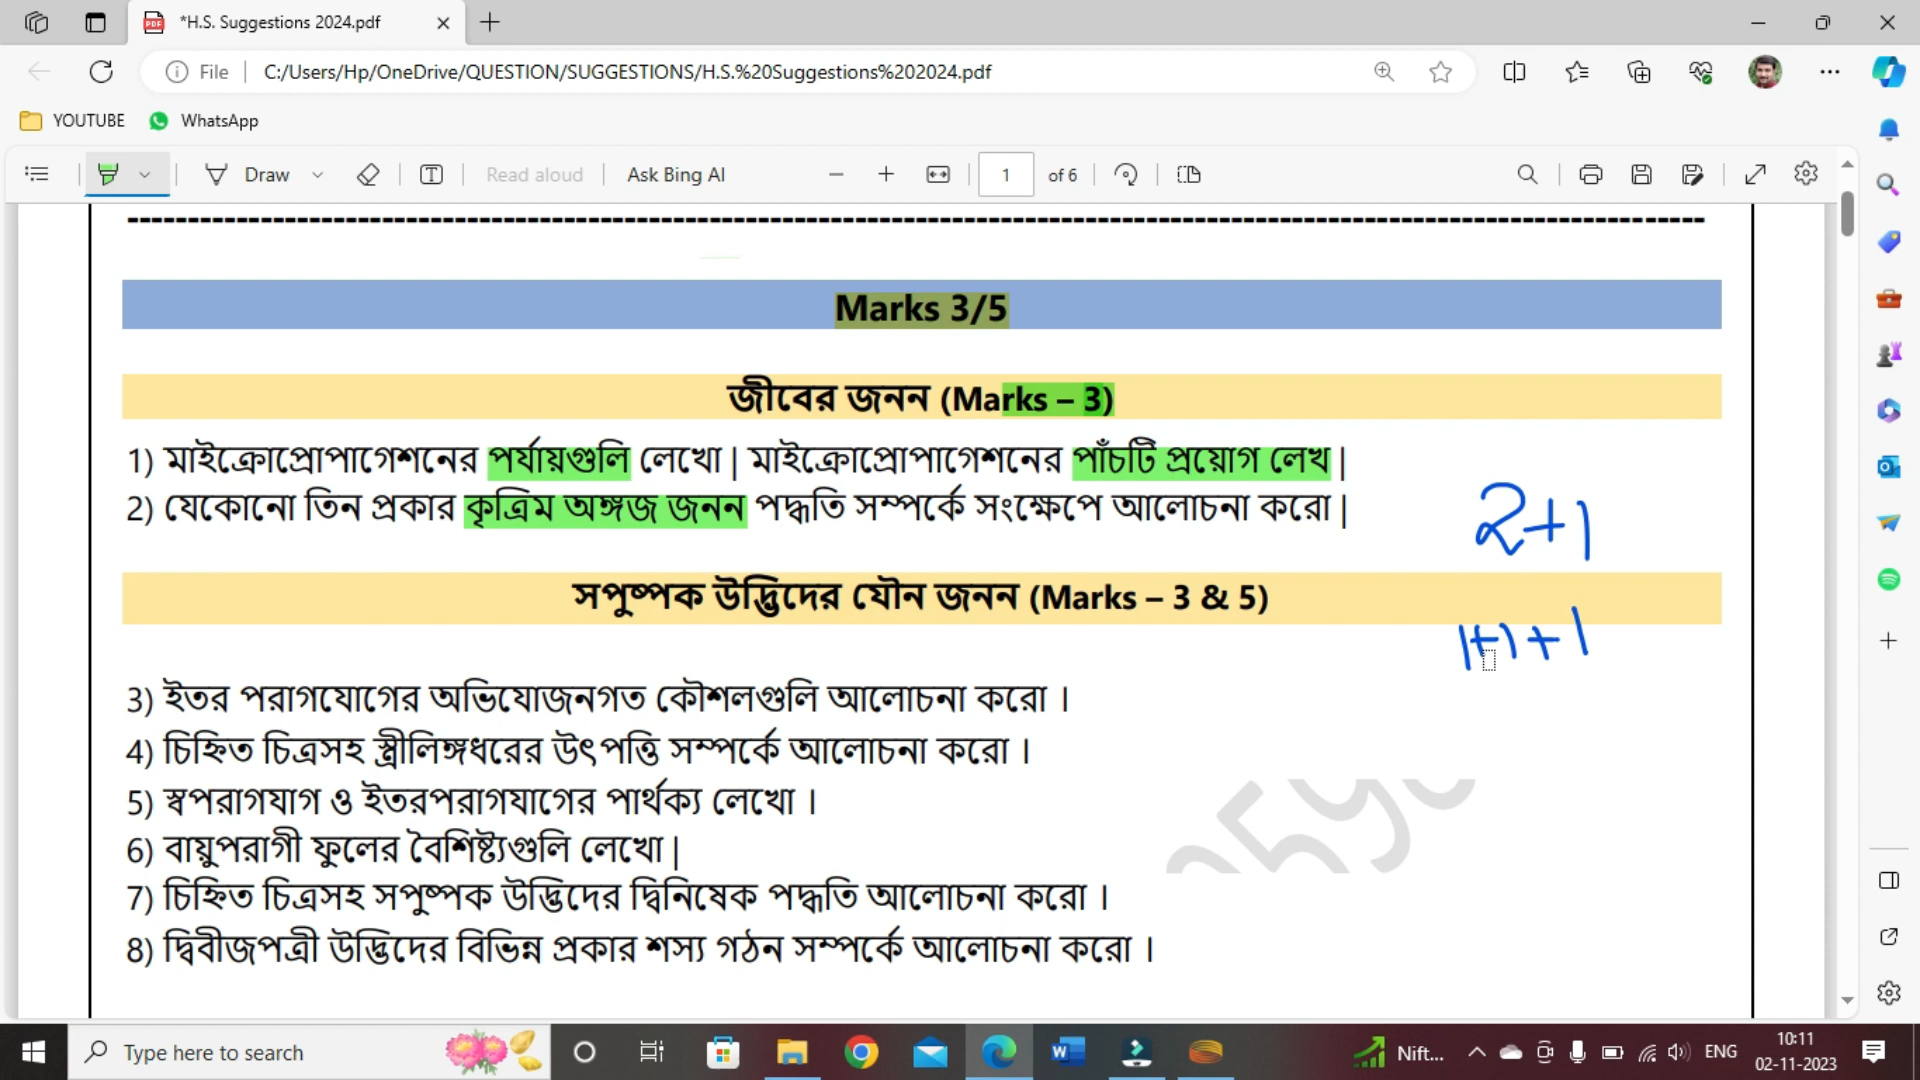 *H.S. Suggestions 2024.pdf
File | C:/Users/Hp/OneDrive/QUESTION/SUGGESTIONS/H.S.%20Suggestions%202024.pdf
YOUTUBE WhatsApp
Draw Read aloud Ask Bing AI 1 of 6
Marks 3/5
জীবের জনন (Marks – 3)
1) মাইক্রোপ্রোপাগেশনের পর্যায়গুলি লেখো| মাইক্রোপ্রোপাগেশনের পাঁচটি প্রয়োগ লেখ|
2) যেকোনো তিন প্রকার কৃত্রিম অঙ্গজ জনন পদ্ধতি সম্পর্কে সংক্ষেপে আলোচনা করো|
2+1
সপুষ্পক উদ্ভিদের যৌন জনন (Marks – 3 & 5)
1+1+1
3) ইতর পরাগযোগের অভিযোজনগত কৌশলগুলি আলোচনা করো ।
4) চিহ্নিত চিত্রসহ স্ত্রীলিঙ্গধরের উৎপত্তি সম্পর্কে আলোচনা করো ।
5) স্বপরাগযাগ ও ইতরপরাগযাগের পার্থক্য লেখো ।
6) বায়ুপরাগী ফুলের বৈশিষ্ট্যগুলি লেখো|
7) চিহ্নিত চিত্রসহ সপুষ্পক উদ্ভিদের দ্বিনিষেক পদ্ধতি আলোচনা করো ।
8) দ্বিবীজপত্রী উদ্ভিদের বিভিন্ন প্রকার শস্য গঠন সম্পর্কে আলোচনা করো ।
Type here to search Nift... ENG 10:11
02-11-2023